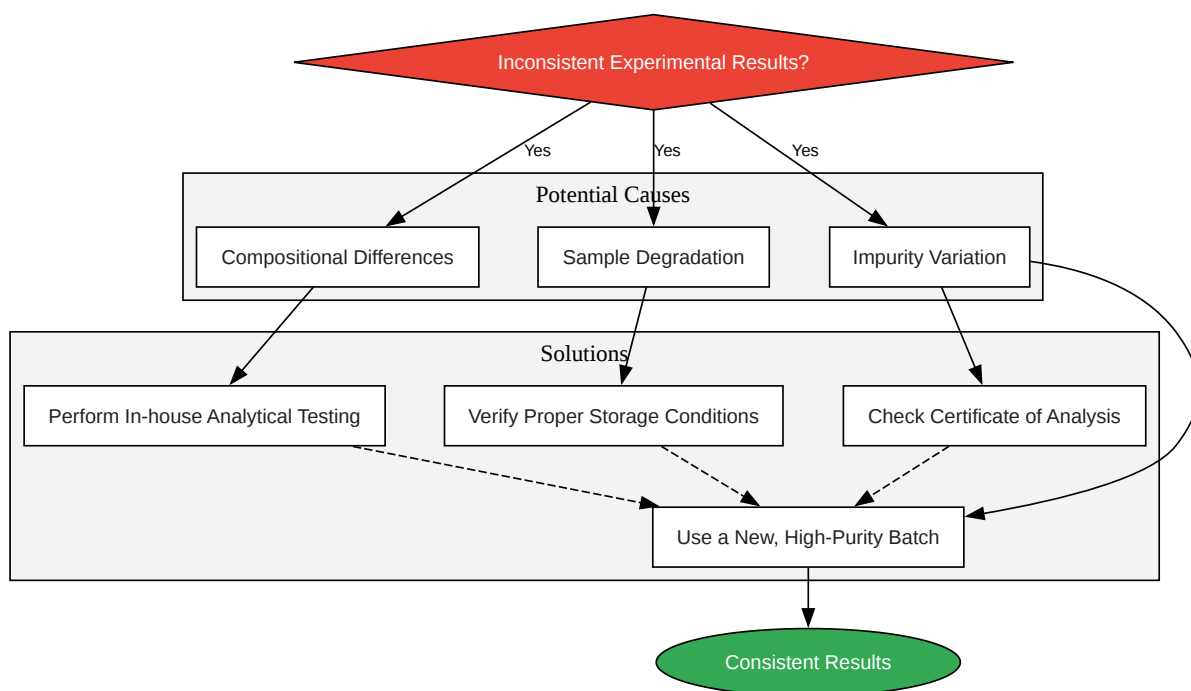 Inconsistent Experimental Results?
Yes
Yes
Yes
Potential Causes
Compositional Differences
Sample Degradation
Impurity Variation
Solutions
Perform In-house Analytical Testing
Verify Proper Storage Conditions
Check Certificate of Analysis
Use a New, High-Purity Batch
Consistent Results